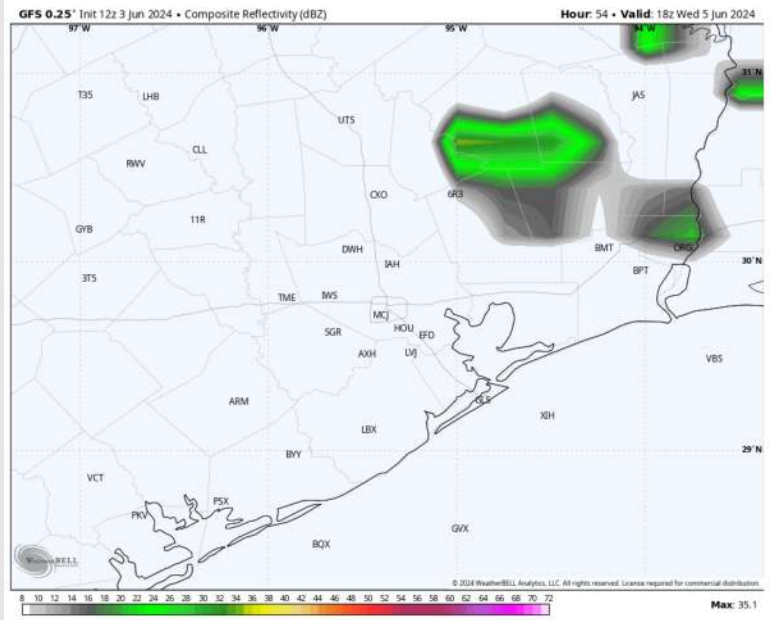 GFS 0.25° Init 12z 3 Jun 2024 • Composite Reflectivity (dBZ) Hour: 54 • Valid: 18z Wed 5 Jun 2024
97°W 96°W 95°W 94°W
31°N
T35 LHB JAS
UTS
CLL
RWV
CXO 6R3
11R
GYB
DWH BMT ORG
IAH 30°N
BPT
3T5
TME IWS
MCJ
SGR HOU EFD
AXH LVJ
VBS
GLS
ARM XIH
LBX
BYY 29°N
VCT
PSX
PKV
GVX
BQX
WeatherBELL
© 2024 WeatherBELL Analytics, LLC. All rights reserved. License required for commercial distribution.
8 10 12 14 16 18 20 22 24 26 28 30 32 34 36 38 40 42 44 46 48 50 52 54 56 58 60 62 64 66 68 70 72
Max: 35.1